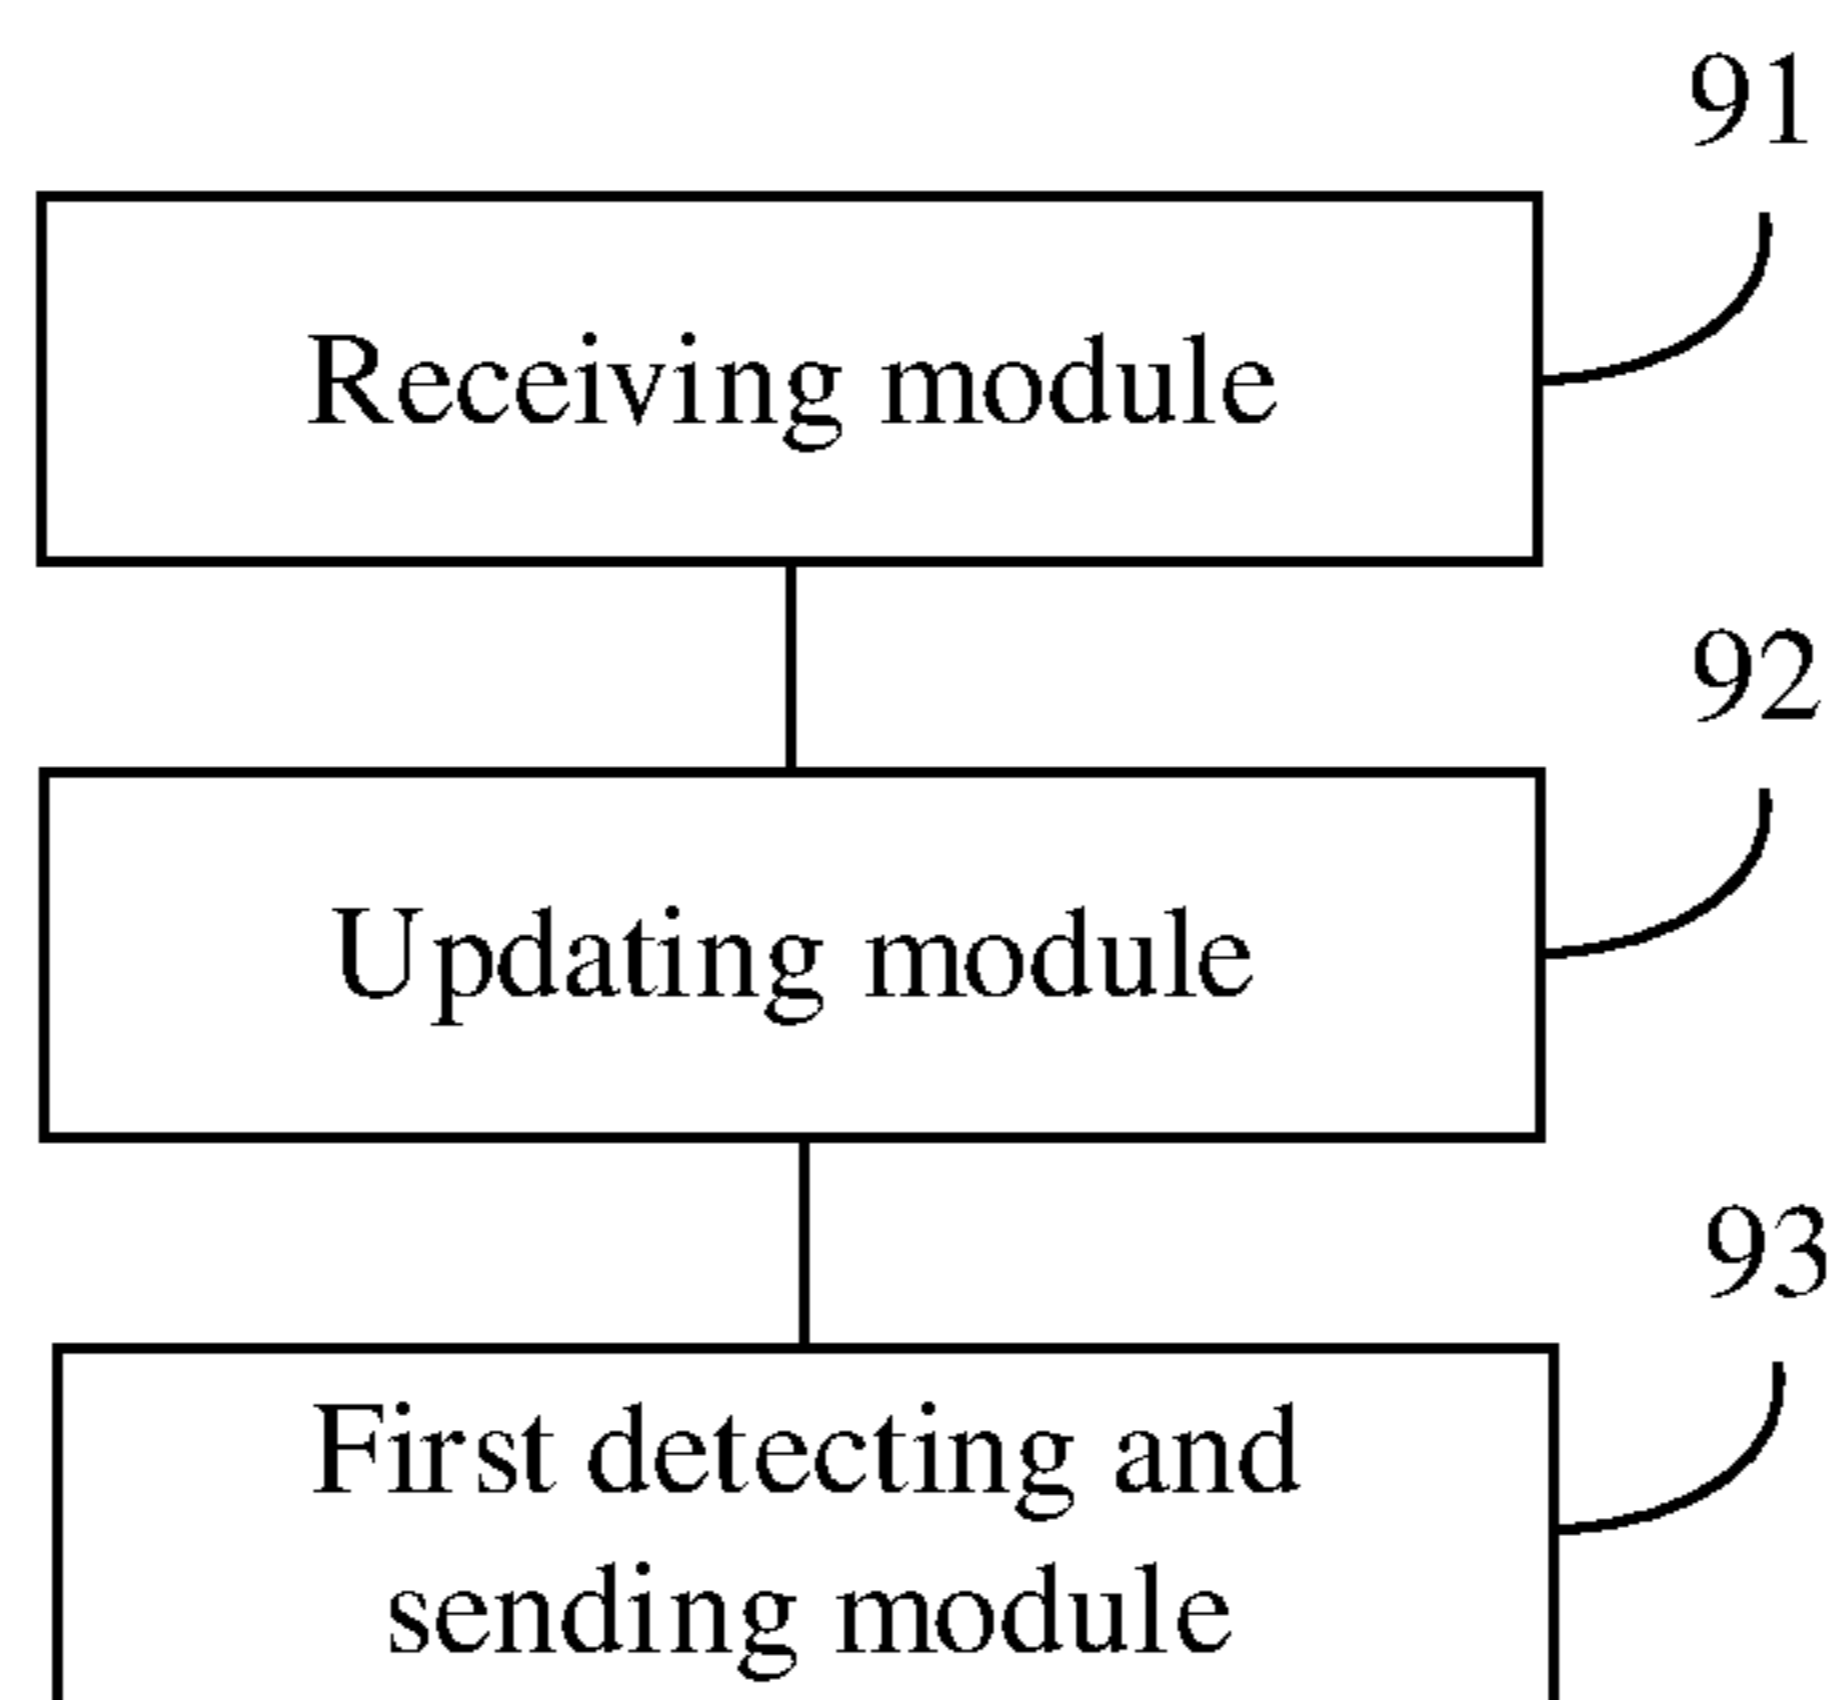 91
Receiving module
92
Updating module
93
First detecting and
sending module